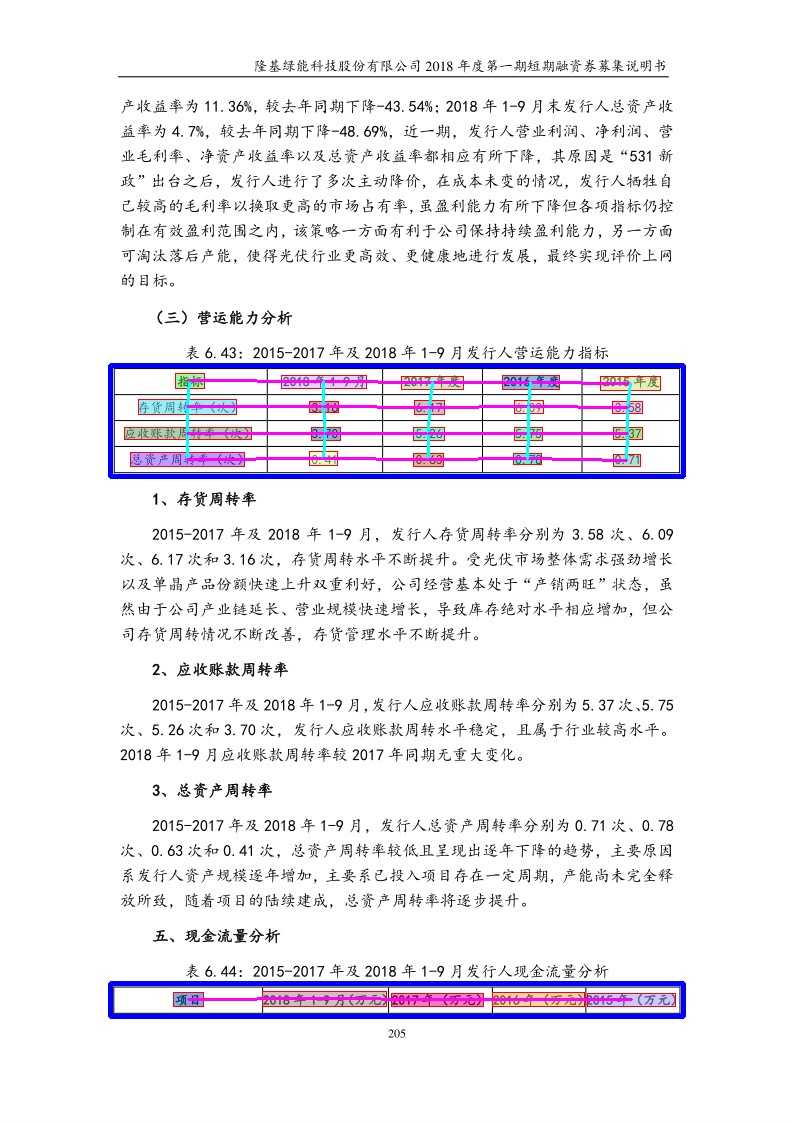 隆基绿能科技股份有限公司 2018 年度第一期短期融资券募集说明书
产收益率为 11.36%，较去年同期下降-43.54%；2018 年 1-9 月末发行人总资产收
益率为 4.7%，较去年同期下降-48.69%，近一期，发行人营业利润、净利润、营
业毛利率、净资产收益率以及总资产收益率都相应有所下降，其原因是“531 新
政”出台之后，发行人进行了多次主动降价，在成本未变的情况，发行人牺牲自
己较高的毛利率以换取更高的市场占有率，虽盈利能力有所下降但各项指标仍控
制在有效盈利范围之内，该策略一方面有利于公司保持持续盈利能力，另一方面
可淘汰落后产能，使得光伏行业更高效、更健康地进行发展，最终实现评价上网
的目标。
（三）营运能力分析
表 6.43：2015-2017 年及 2018 年 1-9 月发行人营运能力指标
指标 2018 年 1-9 月 2017 年度 2016 年度 2015 年度
存货周转率（次） 3.16 6.17 6.09 3.58
应收账款周转率（次） 3.70 5.26 5.75 5.37
总资产周转率（次） 0.41 0.63 0.78 0.71
1、存货周转率
2015-2017 年及 2018 年 1-9 月，发行人存货周转率分别为 3.58 次、6.09
次、6.17 次和 3.16 次，存货周转水平不断提升。受光伏市场整体需求强劲增长
以及单晶产品份额快速上升双重利好，公司经营基本处于“产销两旺”状态，虽
然由于公司产业链延长、营业规模快速增长，导致库存绝对水平相应增加，但公
司存货周转情况不断改善，存货管理水平不断提升。
2、应收账款周转率
2015-2017 年及 2018 年 1-9 月，发行人应收账款周转率分别为 5.37 次、5.75
次、5.26 次和 3.70 次，发行人应收账款周转水平稳定，且属于行业较高水平。
2018 年 1-9 月应收账款周转率较 2017 年同期无重大变化。
3、总资产周转率
2015-2017 年及 2018 年 1-9 月，发行人总资产周转率分别为 0.71 次、0.78
次、0.63 次和 0.41 次，总资产周转率较低且呈现出逐年下降的趋势，主要原因
系发行人资产规模逐年增加，主要系已投入项目存在一定周期，产能尚未完全释
放所致，随着项目的陆续建成，总资产周转率将逐步提升。
五、现金流量分析
表 6.44：2015-2017 年及 2018 年 1-9 月发行人现金流量分析
项目 2018 年 1-9 月(万元) 2017 年（万元） 2016 年（万元） 2015 年（万元）
205